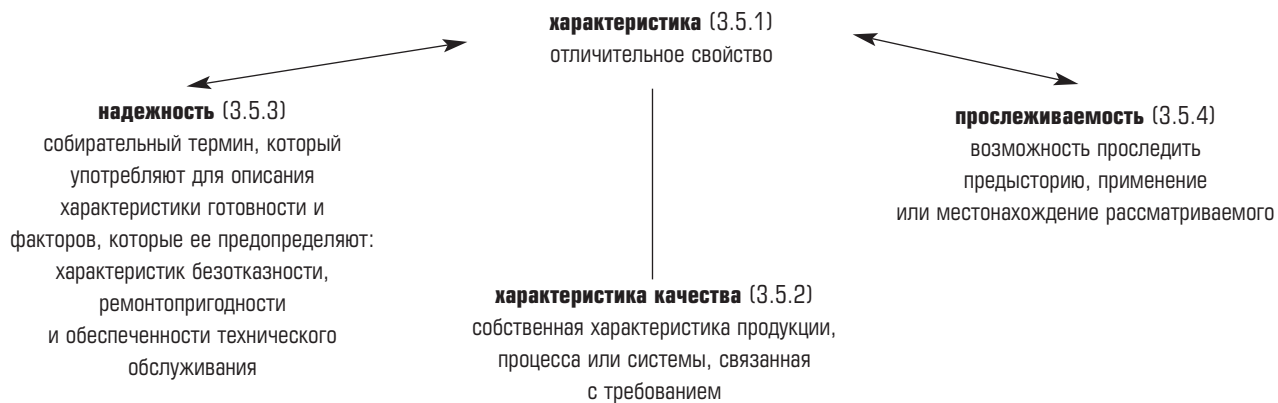 характеристика (3.5.1)
отличительное свойство
надежность (3.5.3)
собирательный термин, который
употребляют для описания
характеристики готовности и
факторов, которые ее предопределяют:
характеристик безотказности,
ремонтопригодности
и обеспеченности технического
обслуживания
прослеживаемость (3.5.4)
возможность проследить
предысторию, применение
или местонахождение рассматриваемого
характеристика качества (3.5.2)
собственная характеристика продукции,
процесса или системы, связанная
с требованием